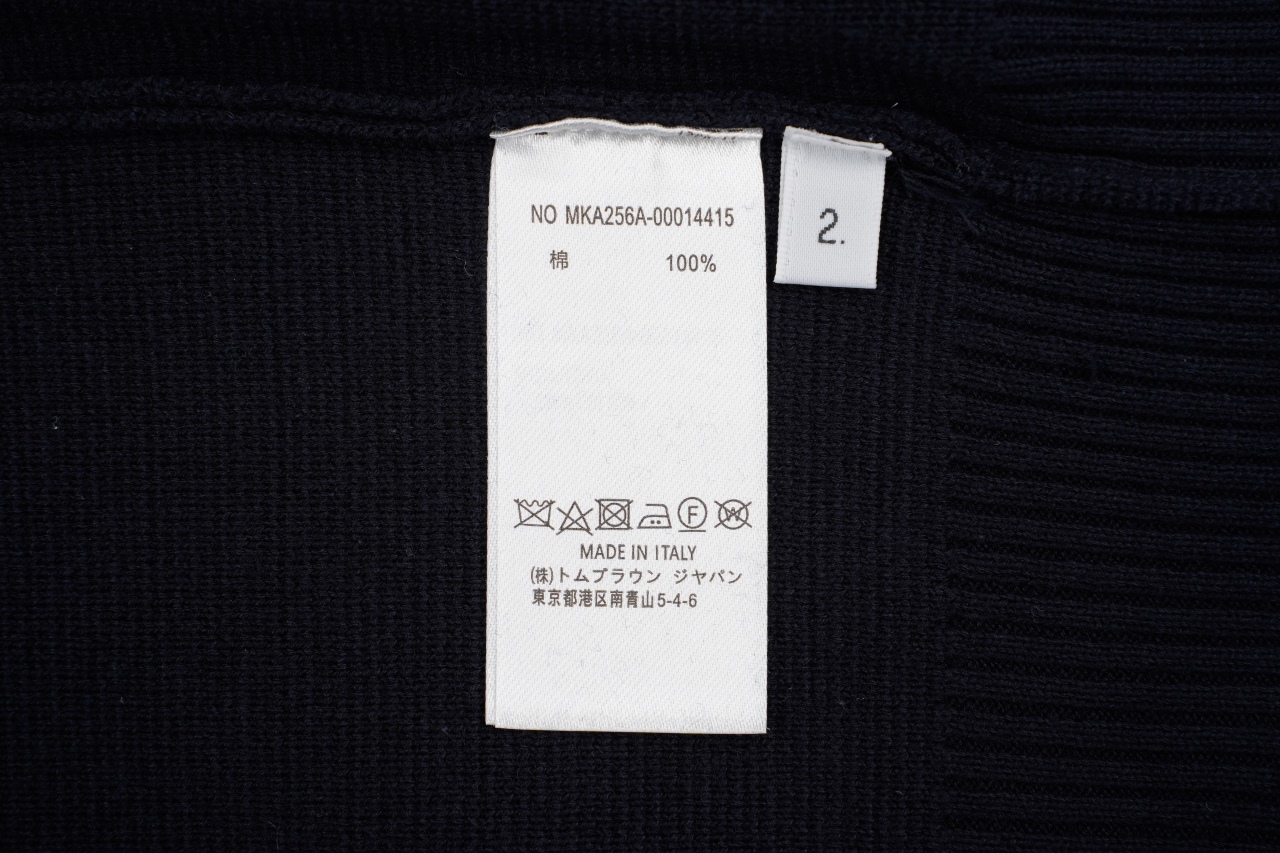 NO MKA256A-00014415
棉 100%
2.
F
W
MADE IN ITALY
(株)トムブラウン ジヤパン
東京都港区南青山5-4-6